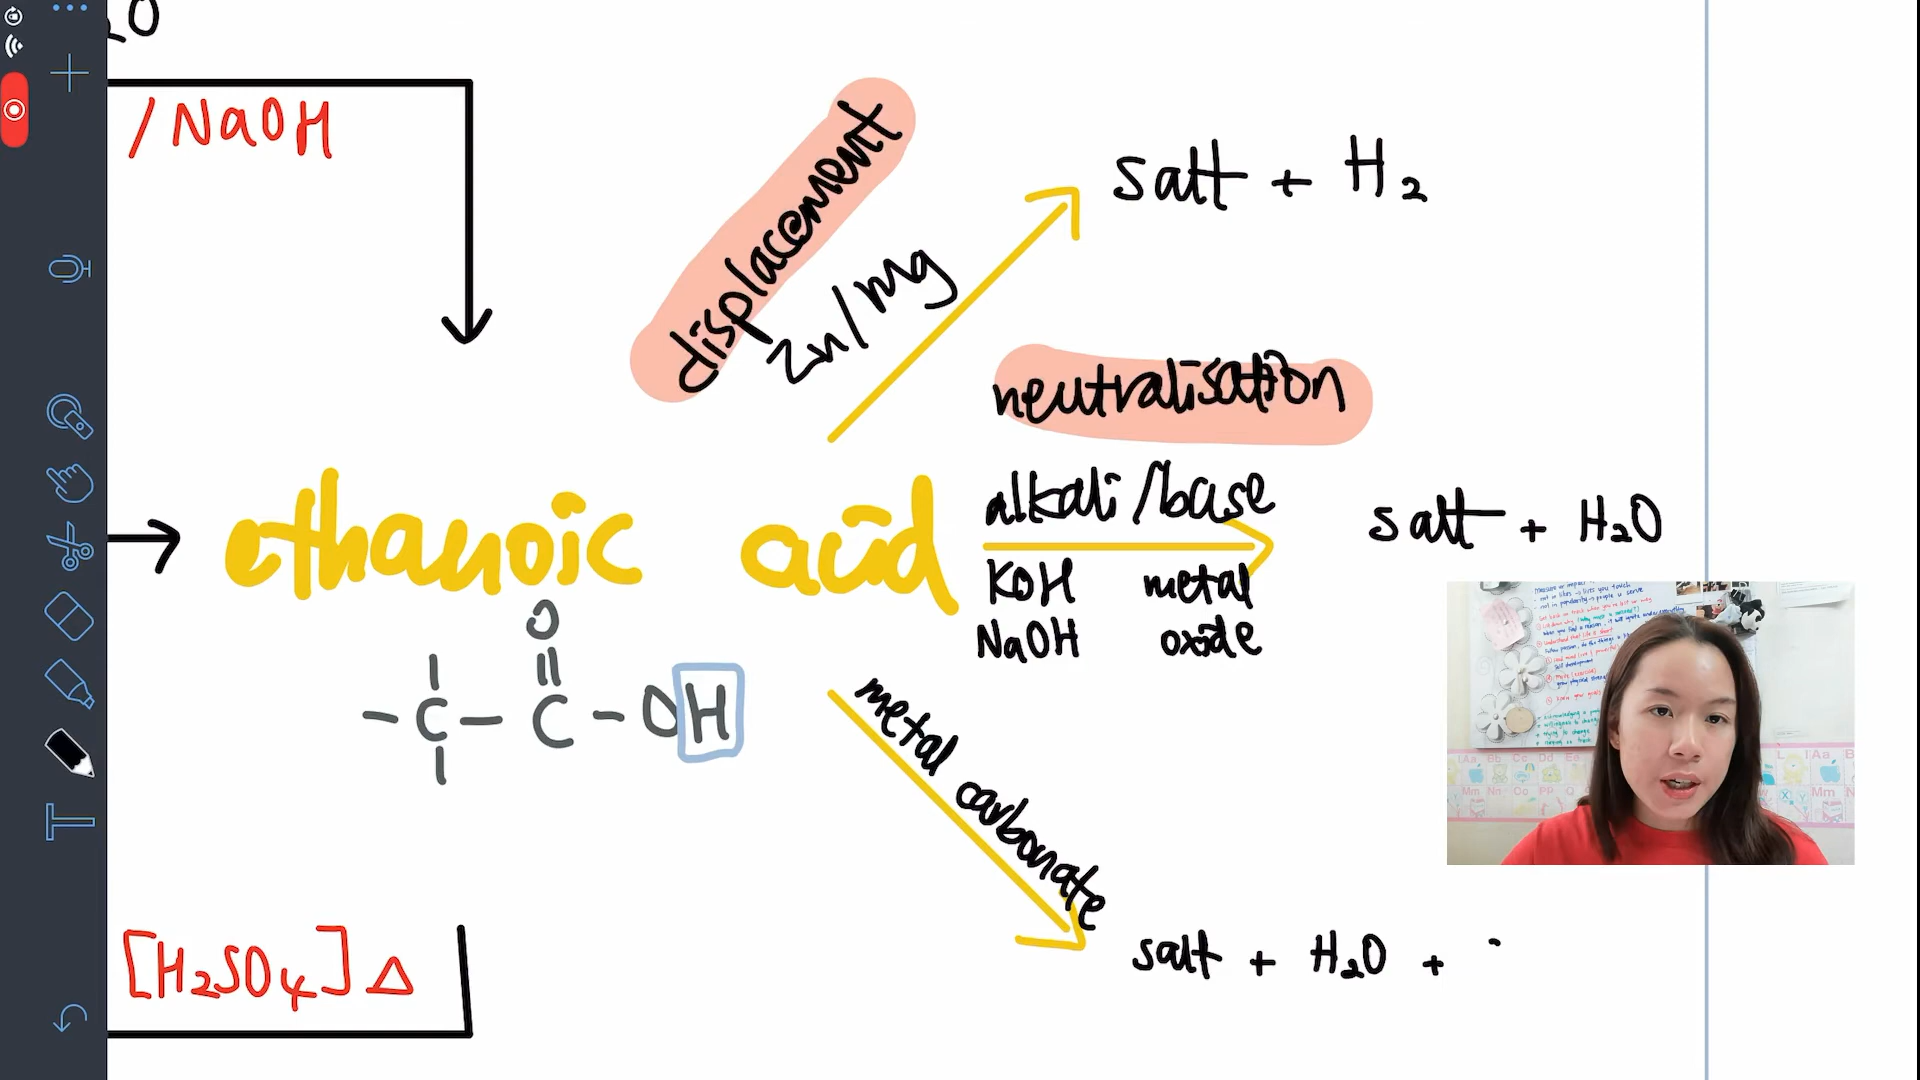 / NaOH
displacement
Zn/Mg
salt + H₂
neutralisation
alkali / base
KOH metal
NaOH oxide
salt + H₂O
ethanoic acid
O
C C OH
metal carbonate
salt + H₂O +
[H₂SO₄] Δ